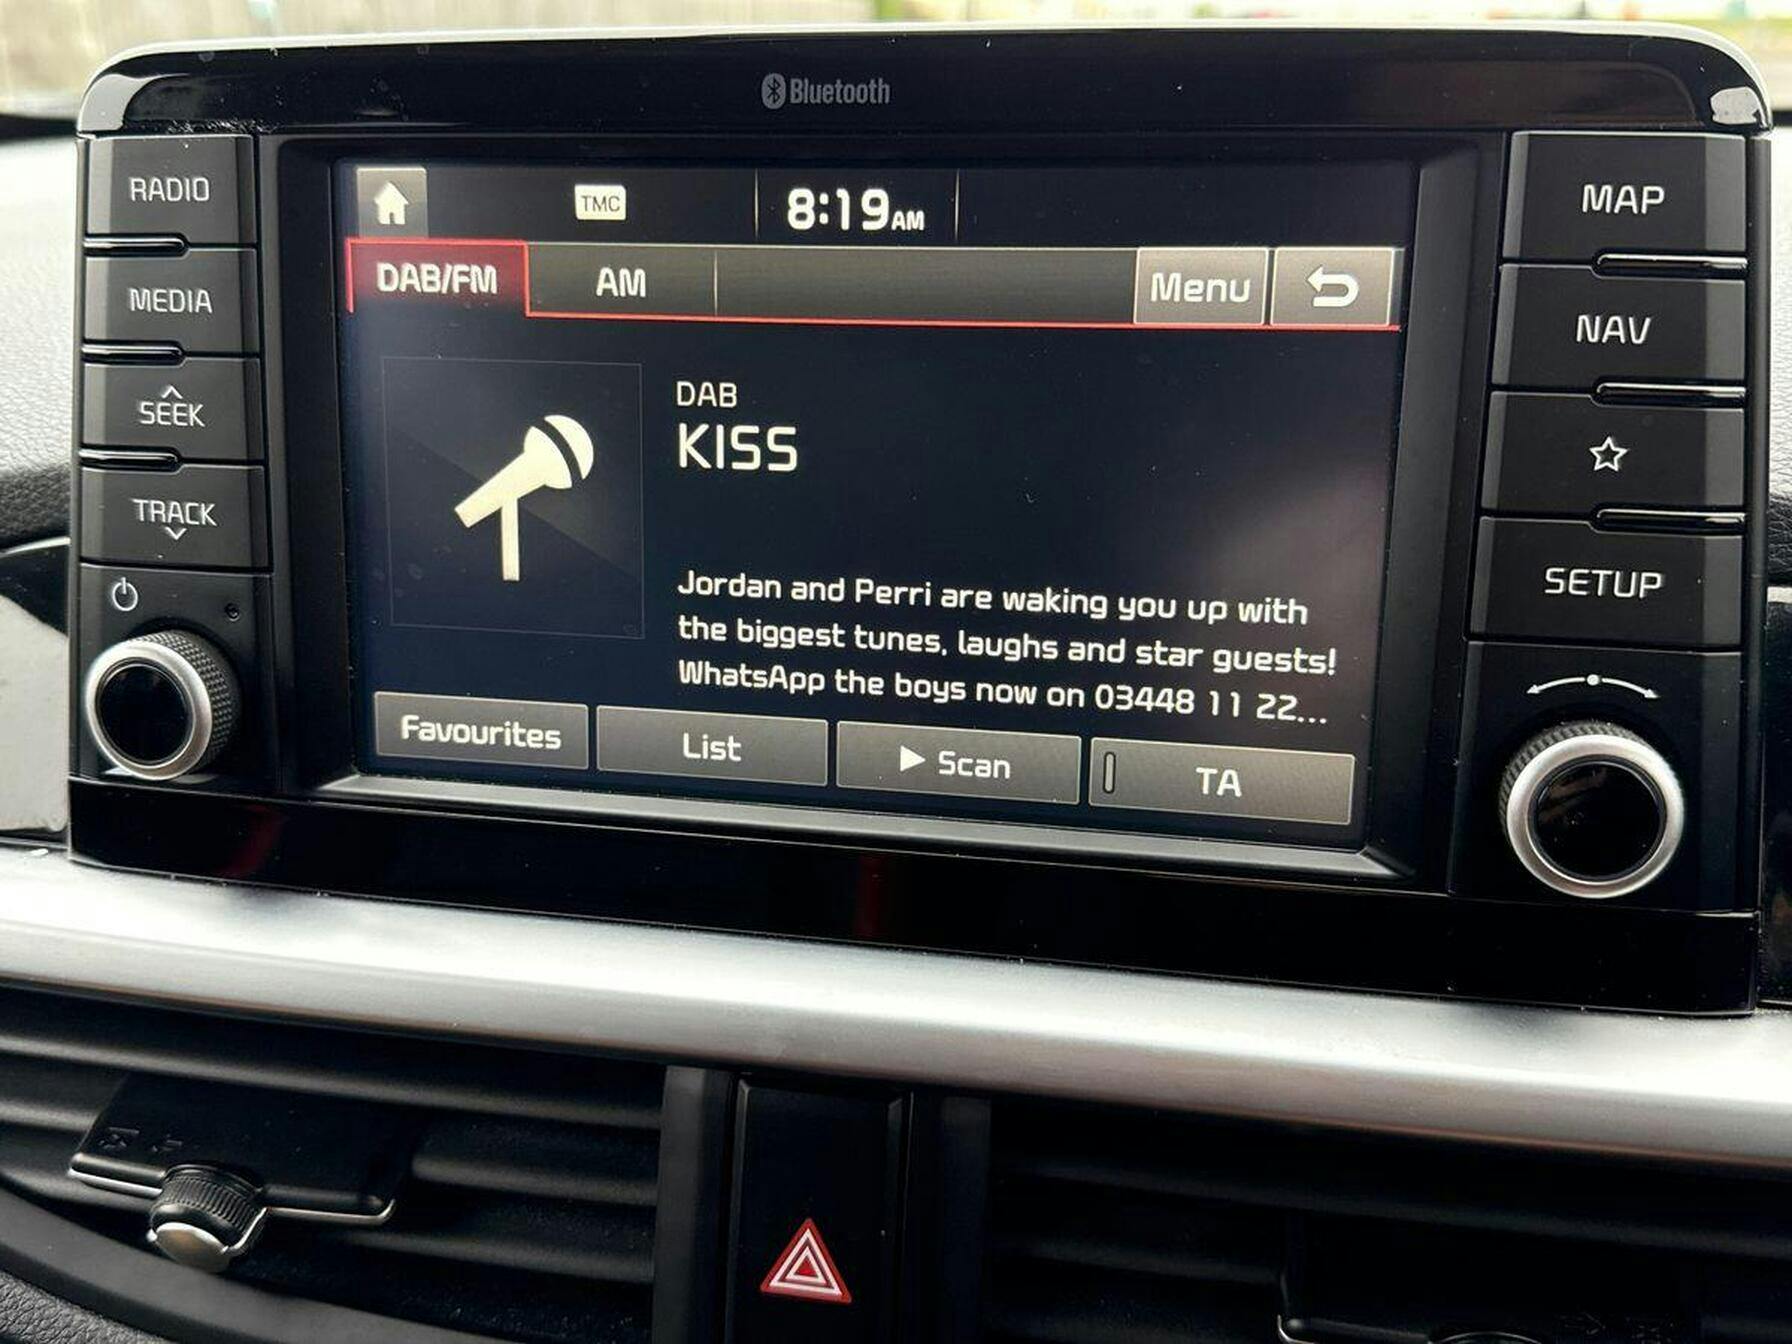 Bluetooth
RADIO
MEDIA
SEEK
TRACK
TMC
8:19AM
DAB/FM
AM
Menu
DAB
KISS
Jordan and Perri are waking you up with
the biggest tunes, laughs and star guests!
WhatsApp the boys now on 03448 11 22...
Favourites
List
Scan
TA
MAP
NAV
SETUP